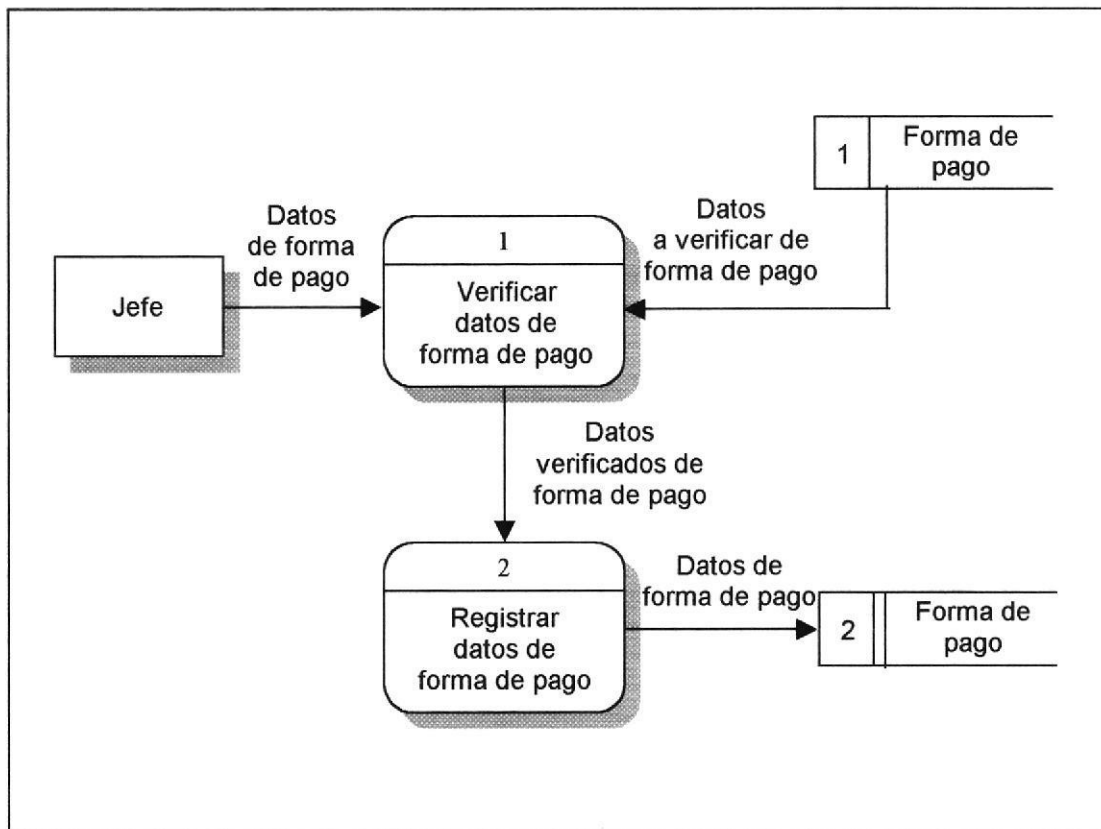 1
Forma de
pago
Datos
de forma
de pago
Datos
a verificar de
forma de pago
Jefe
1
Verificar
datos de
forma de pago
Datos
verificados de
forma de pago
2
Registrar
datos de
forma de pago
Datos de
forma de pago
2
Forma de
pago